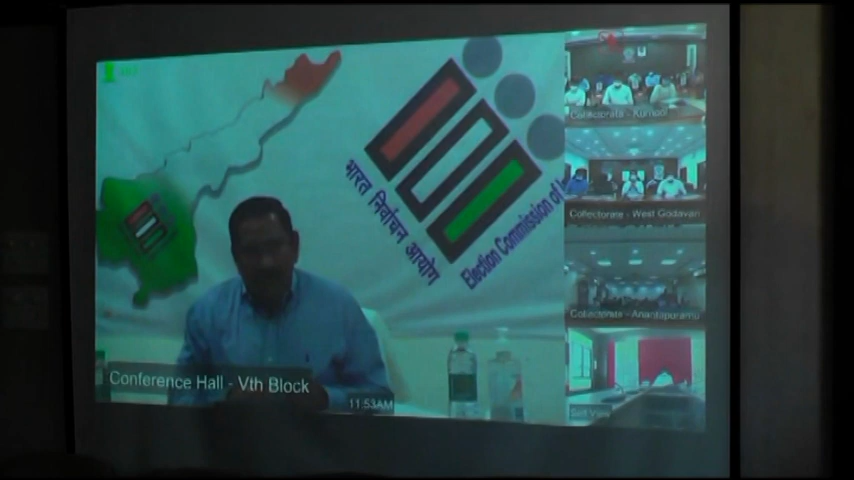 भारत निर्वाचन आयोग
Election Commission of
Conference Hall - Vth Block
11:53AM
Collectorate - Kurnool
Collectorate - West Godavari
Collectorate - Anantapuramu
Self View